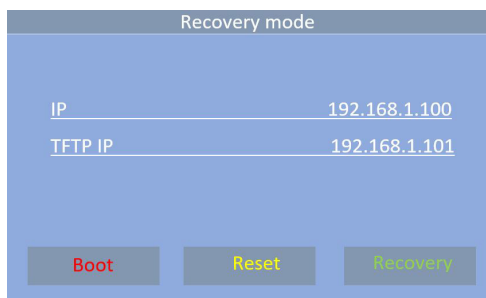 Recovery mode
IP 192.168.1.100
TFTP IP 192.168.1.101
Boot Reset Recovery